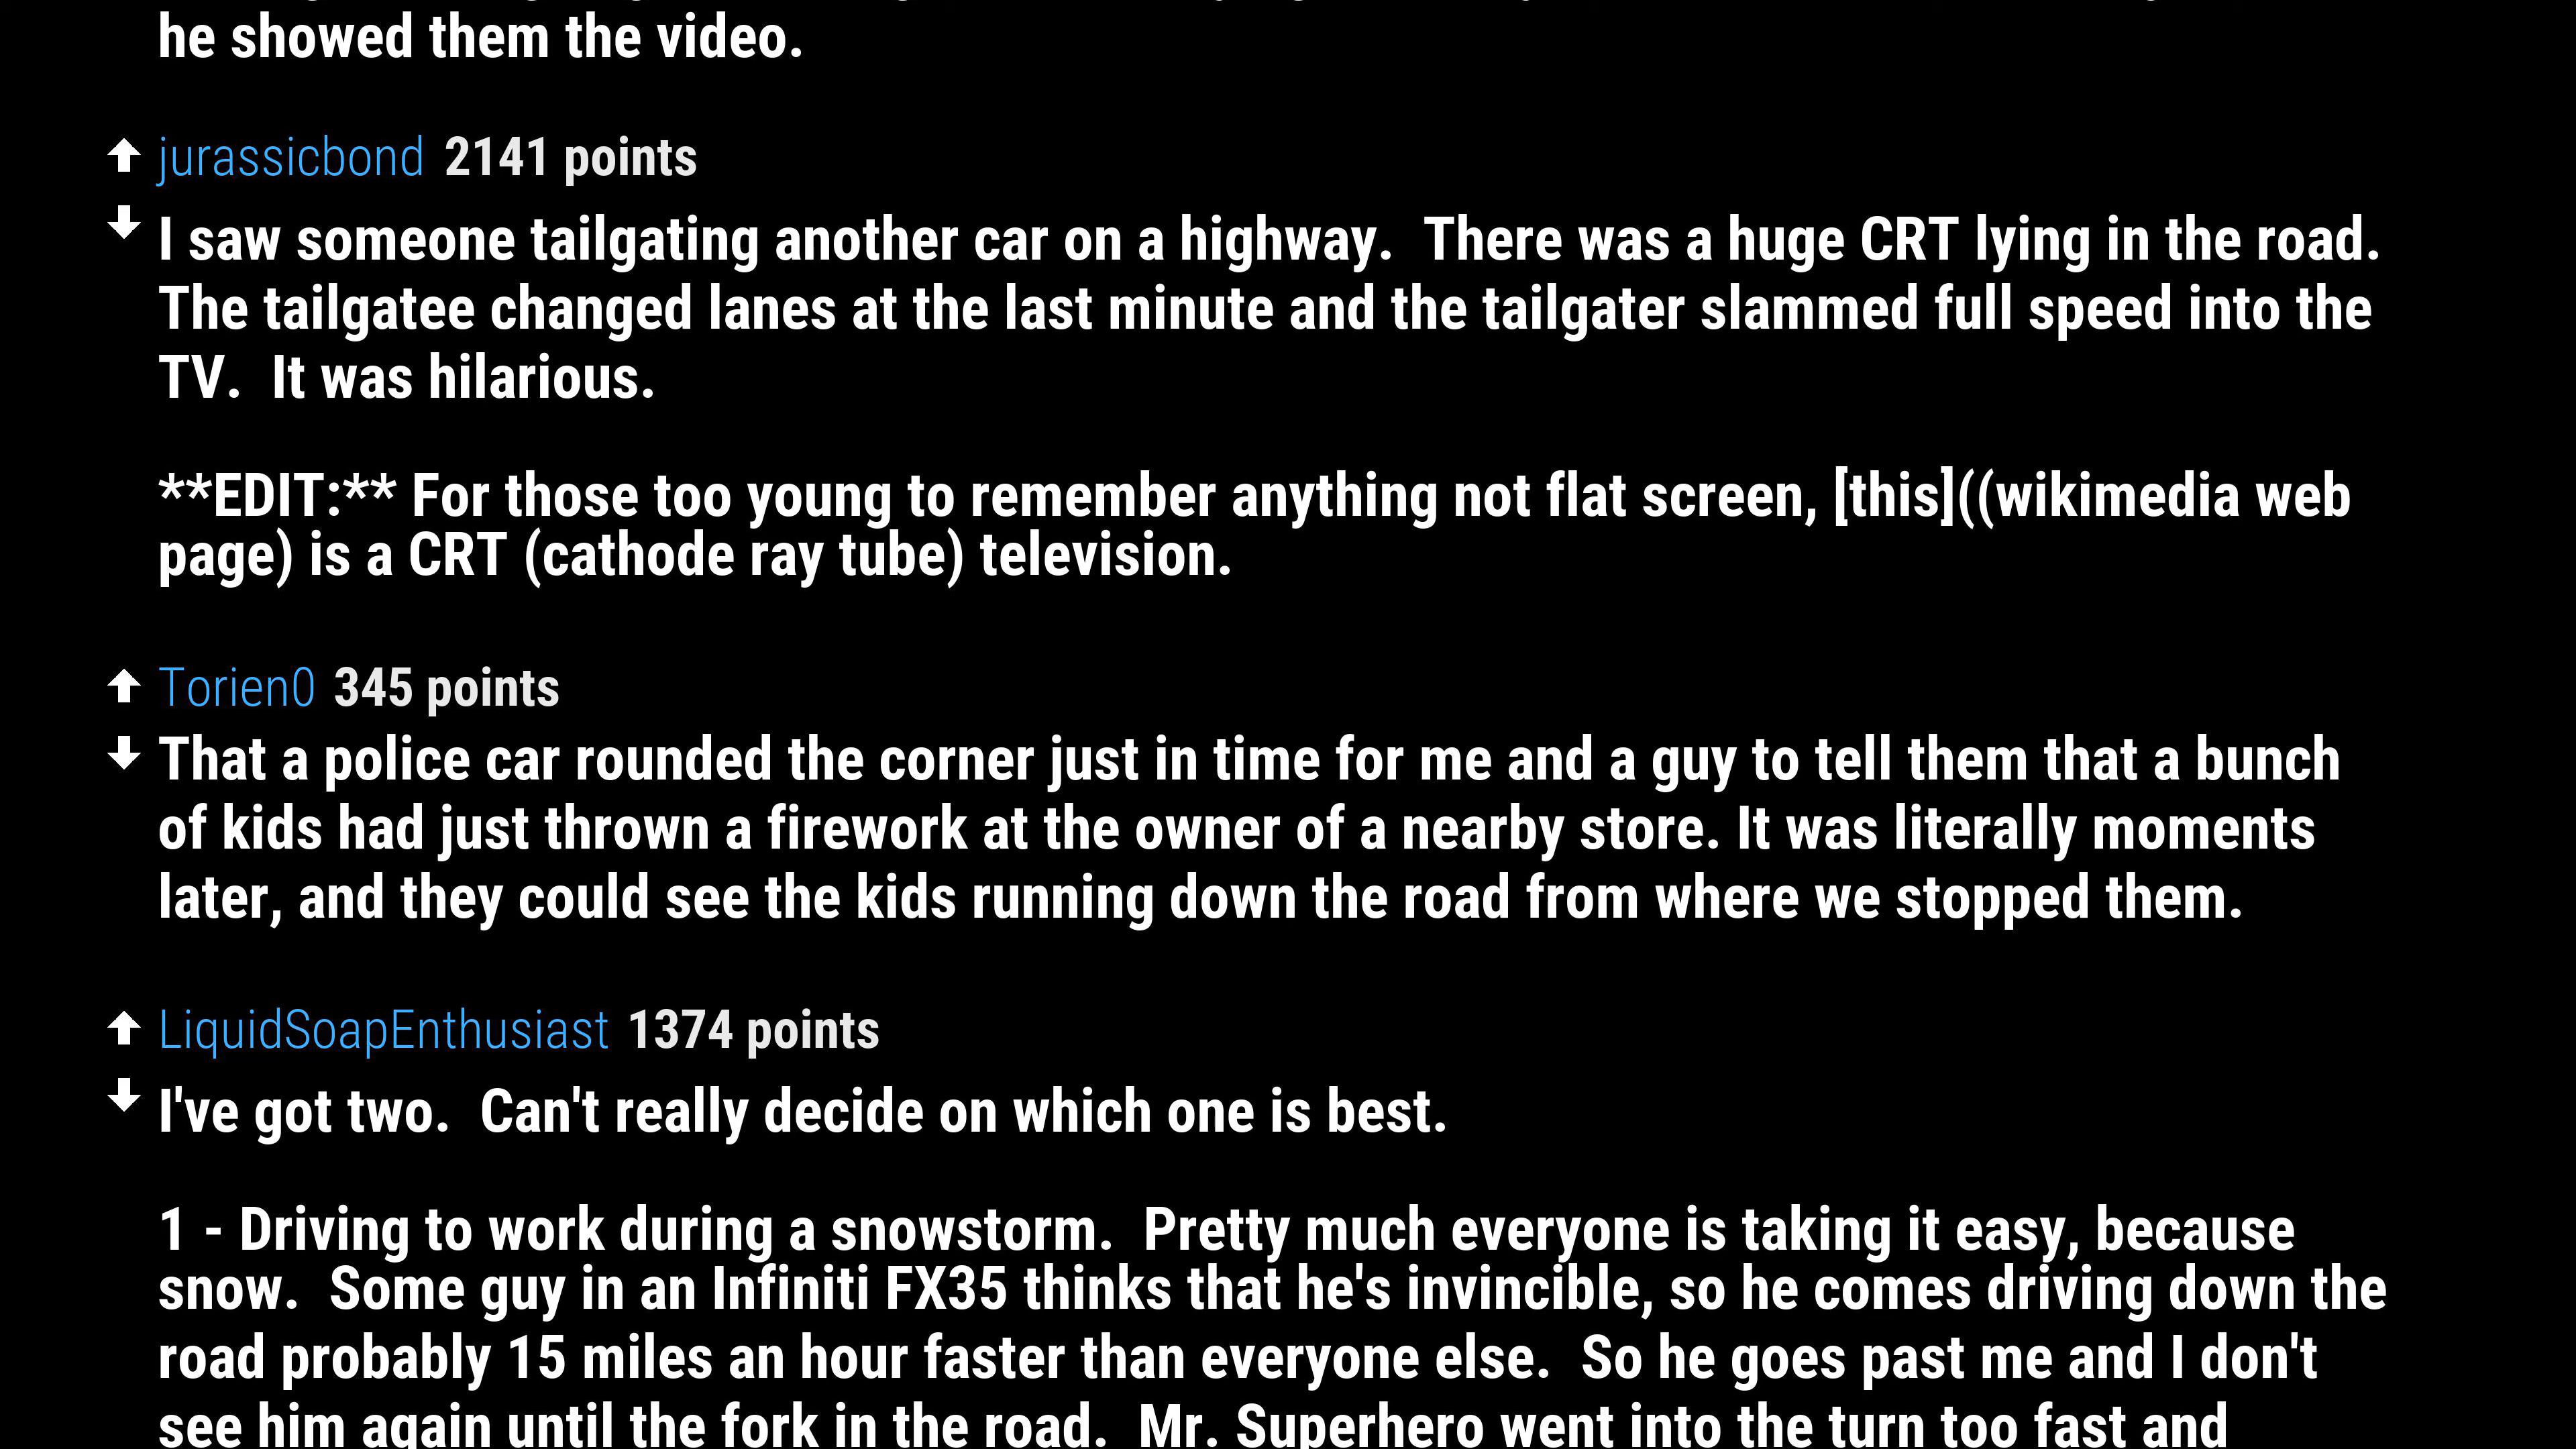 he showed them the video.
jurassicbond 2141 points
I saw someone tailgating another car on a highway.  There was a huge CRT lying in the road.
The tailgatee changed lanes at the last minute and the tailgater slammed full speed into the
TV.  It was hilarious.
**EDIT:** For those too young to remember anything not flat screen, [this]((wikimedia web
page) is a CRT (cathode ray tube) television.
Torien0 345 points
That a police car rounded the corner just in time for me and a guy to tell them that a bunch
of kids had just thrown a firework at the owner of a nearby store. It was literally moments
later, and they could see the kids running down the road from where we stopped them.
LiquidSoapEnthusiast 1374 points
I've got two.  Can't really decide on which one is best.
1 - Driving to work during a snowstorm.  Pretty much everyone is taking it easy, because
snow.  Some guy in an Infiniti FX35 thinks that he's invincible, so he comes driving down the
road probably 15 miles an hour faster than everyone else.  So he goes past me and I don't
see him again until the fork in the road.  Mr. Superhero went into the turn too fast and